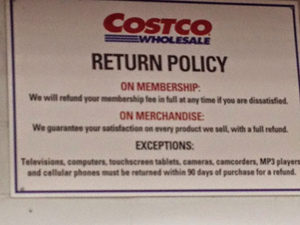 COSTCO
WHOLESALE
RETURN POLICY
ON MEMBERSHIP:
We will refund your membership fee in full at any time if you are dissatisfied.
ON MERCHANDISE:
We guarantee your satisfaction on every product we sell, with a full refund.
EXCEPTIONS:
Televisions, computers, touchscreen tablets, cameras, camcorders, MP3 players
and cellular phones must be returned within 90 days of purchase for a refund.